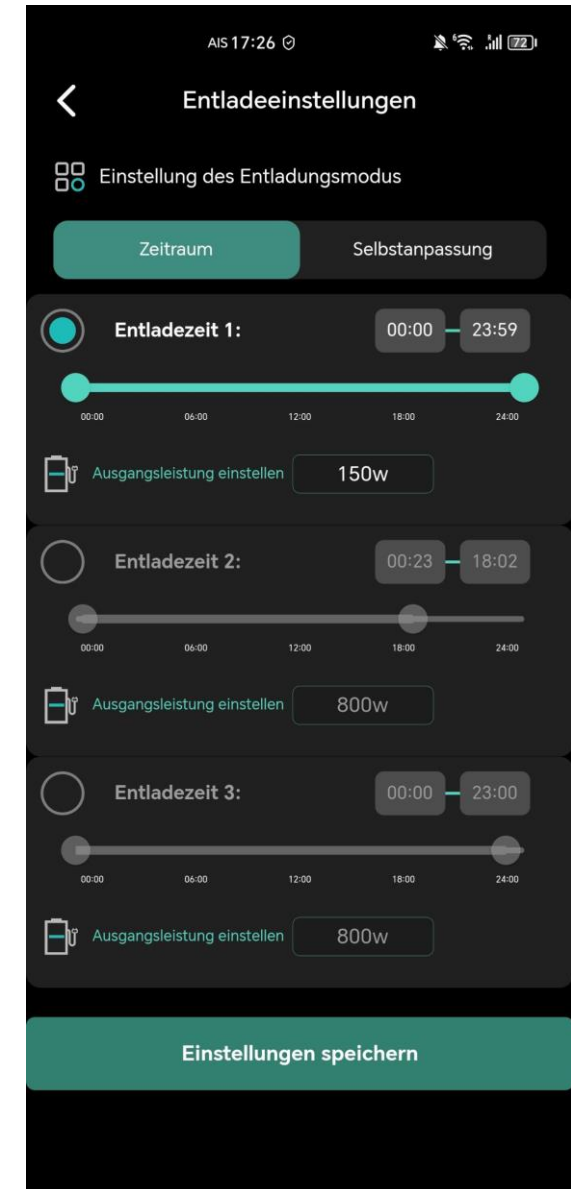 AIS 17:26 72
Entladeeinstellungen
Einstellung des Entladungsmodus
Zeitraum Selbstanpassung
Entladezeit 1: 00:00 – 23:59
00:00 06:00 12:00 18:00 24:00
Ausgangsleistung einstellen 150w
Entladezeit 2: 00:23 – 18:02
00:00 06:00 12:00 18:00 24:00
Ausgangsleistung einstellen 800w
Entladezeit 3: 00:00 – 23:00
00:00 06:00 12:00 18:00 24:00
Ausgangsleistung einstellen 800w
Einstellungen speichern